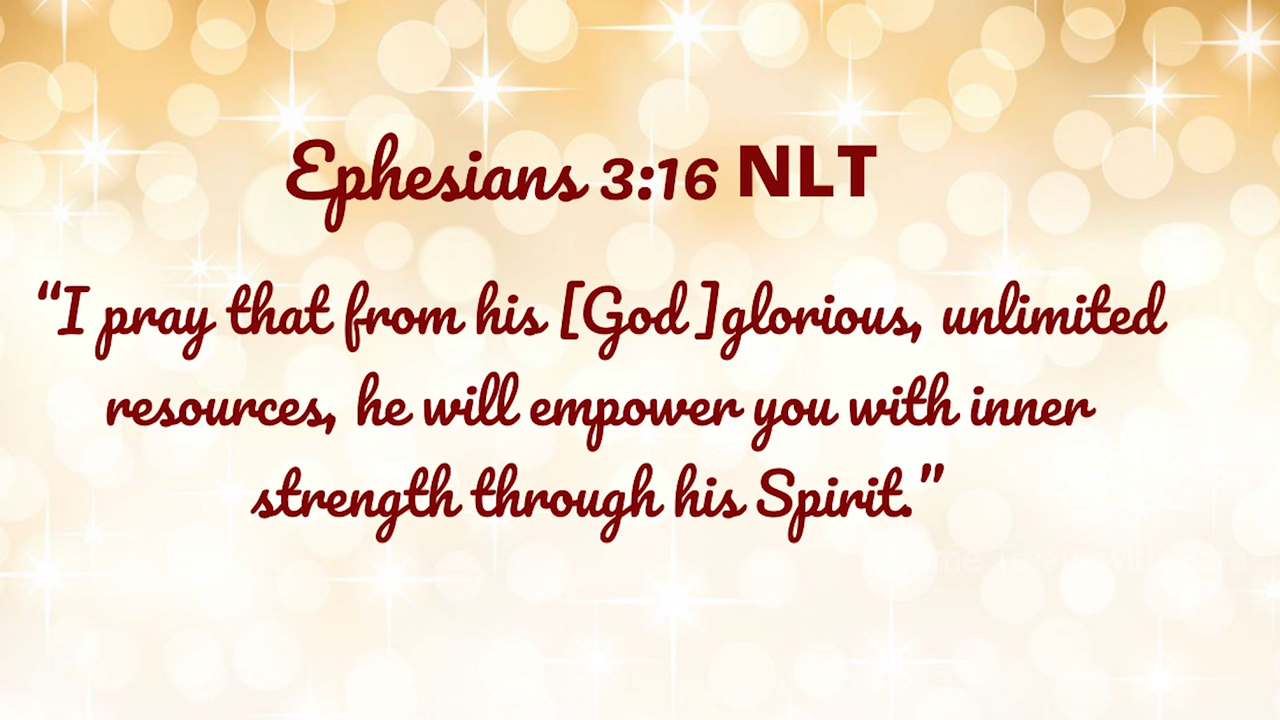 Ephesians 3:16 NLT
“I pray that from his [God ]glorious, unlimited
resources, he will empower you with inner
strength through his Spirit.”